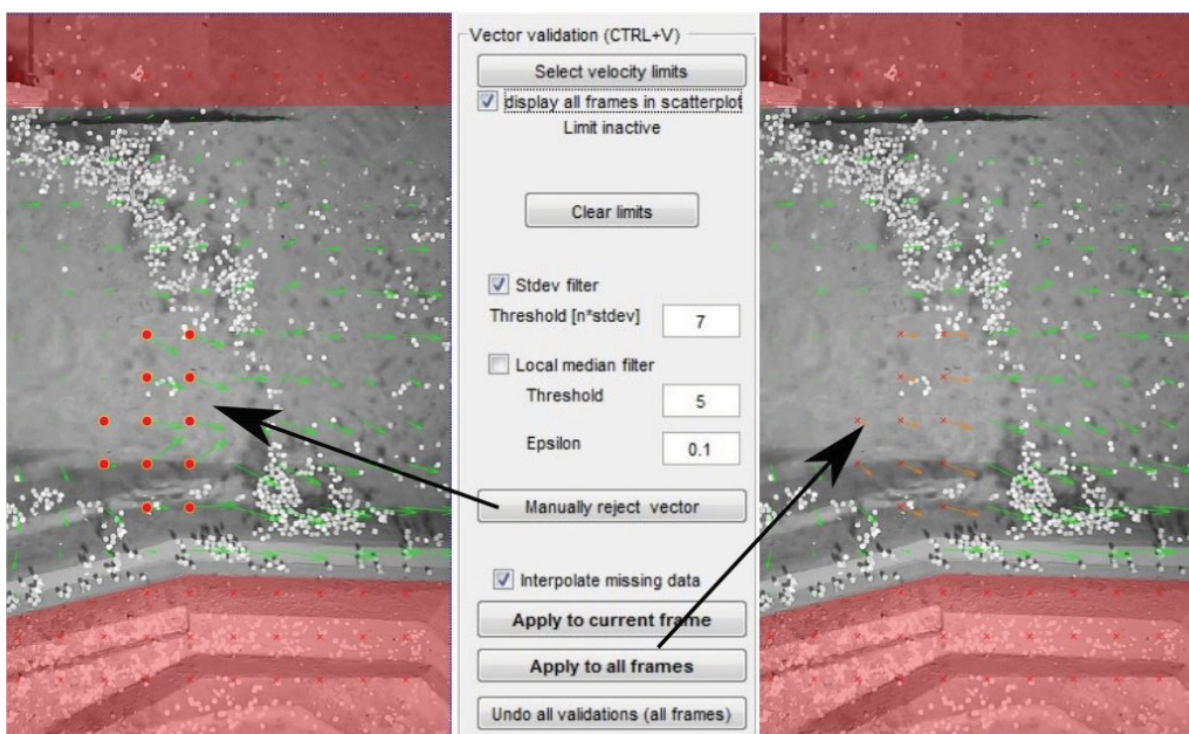 Vector validation (CTRL+V)
Select velocity limits
display all frames in scatterplot
Limit inactive
Clear limits
Stdev filter
Threshold [n*stdev]
7
Local median filter
Threshold
5
Epsilon
0.1
Manually reject vector
Interpolate missing data
Apply to current frame
Apply to all frames
Undo all validations (all frames)